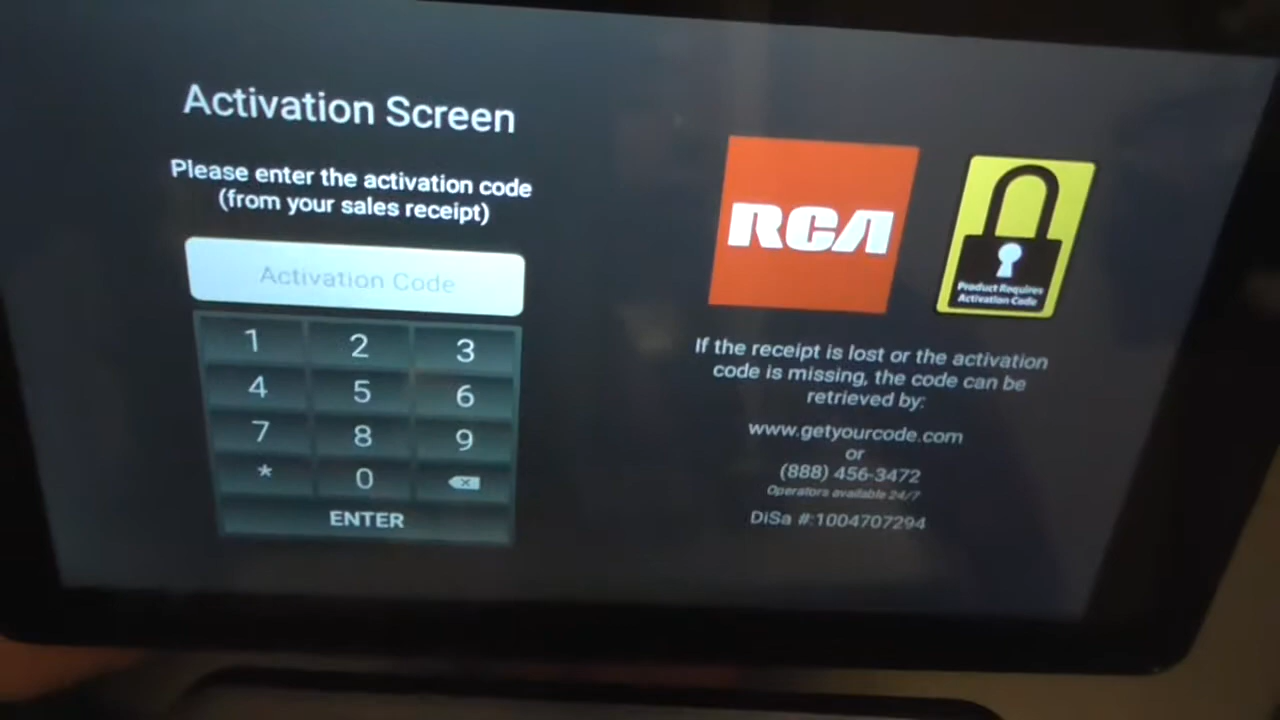 Activation Screen
Please enter the activation code
(from your sales receipt)
Activation Code
1 2 3
4 5 6
7 8 9
* 0
ENTER
RCA
Product Requires
Activation Code
If the receipt is lost or the activation
code is missing, the code can be
retrieved by:
www.getyourcode.com
or
(888) 456-3472
Operators available 24/7
DiSa #:1004707294